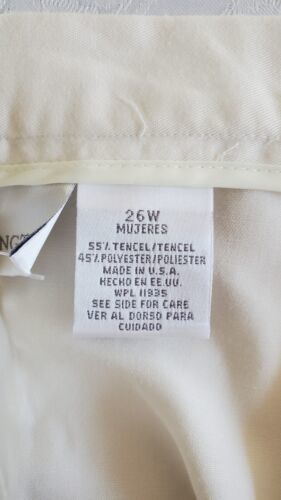 26W
MUJERES
55% TENCEL/TENCEL
45% POLYESTER/POLIESTER
MADE IN U.S.A.
HECHO EN EE.UU.
WPL 11935
SEE SIDE FOR CARE
VER AL DORSO PARA
CUIDADO